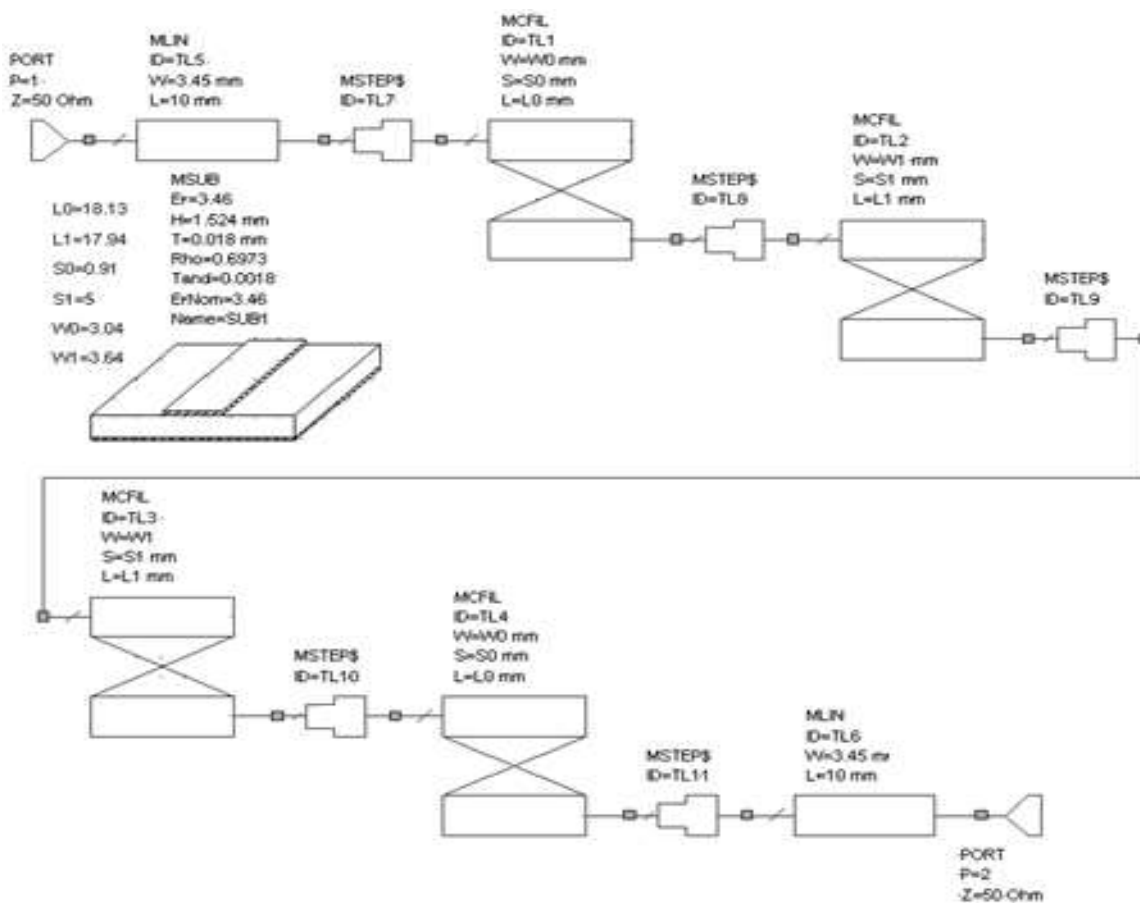 PORT
P=1
Z=50 Ohm
MLIN
ID=TL5
W=3.45 mm
L=10 mm
MSTEP$
ID=TL7
MCFIL
ID=TL1
W=W0 mm
S=S0 mm
L=L0 mm
MSTEP$
ID=TL8
MCFIL
ID=TL2
W=W1 mm
S=S1 mm
L=L1 mm
MSTEP$
ID=TL9
L0=18.13
L1=17.94
S0=0.91
S1=5
W0=3.04
W1=3.64
MSUB
Er=3.46
H=1.524 mm
T=0.018 mm
Rho=0.6973
Tand=0.0018
ErNom=3.46
Name=SUB1
MCFIL
ID=TL3
W=W1
S=S1 mm
L=L1 mm
MSTEP$
ID=TL10
MCFIL
ID=TL4
W=W0 mm
S=S0 mm
L=L0 mm
MSTEP$
ID=TL11
MLIN
ID=TL6
W=3.45 mr
L=10 mm
PORT
P=2
Z=50 Ohm